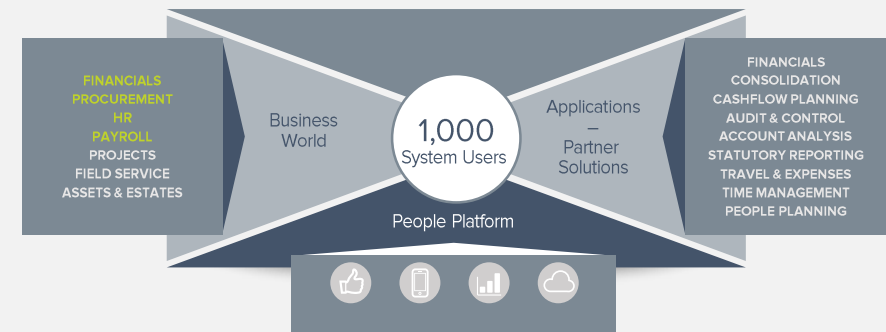 FINANCIALS
PROCUREMENT
HR
PAYROLL
PROJECTS
FIELD SERVICE
ASSETS & ESTATES
Business
World
1,000
System Users
People Platform
Applications
–
Partner
Solutions
FINANCIALS
CONSOLIDATION
CASHFLOW PLANNING
AUDIT & CONTROL
ACCOUNT ANALYSIS
STATUTORY REPORTING
TRAVEL & EXPENSES
TIME MANAGEMENT
PEOPLE PLANNING